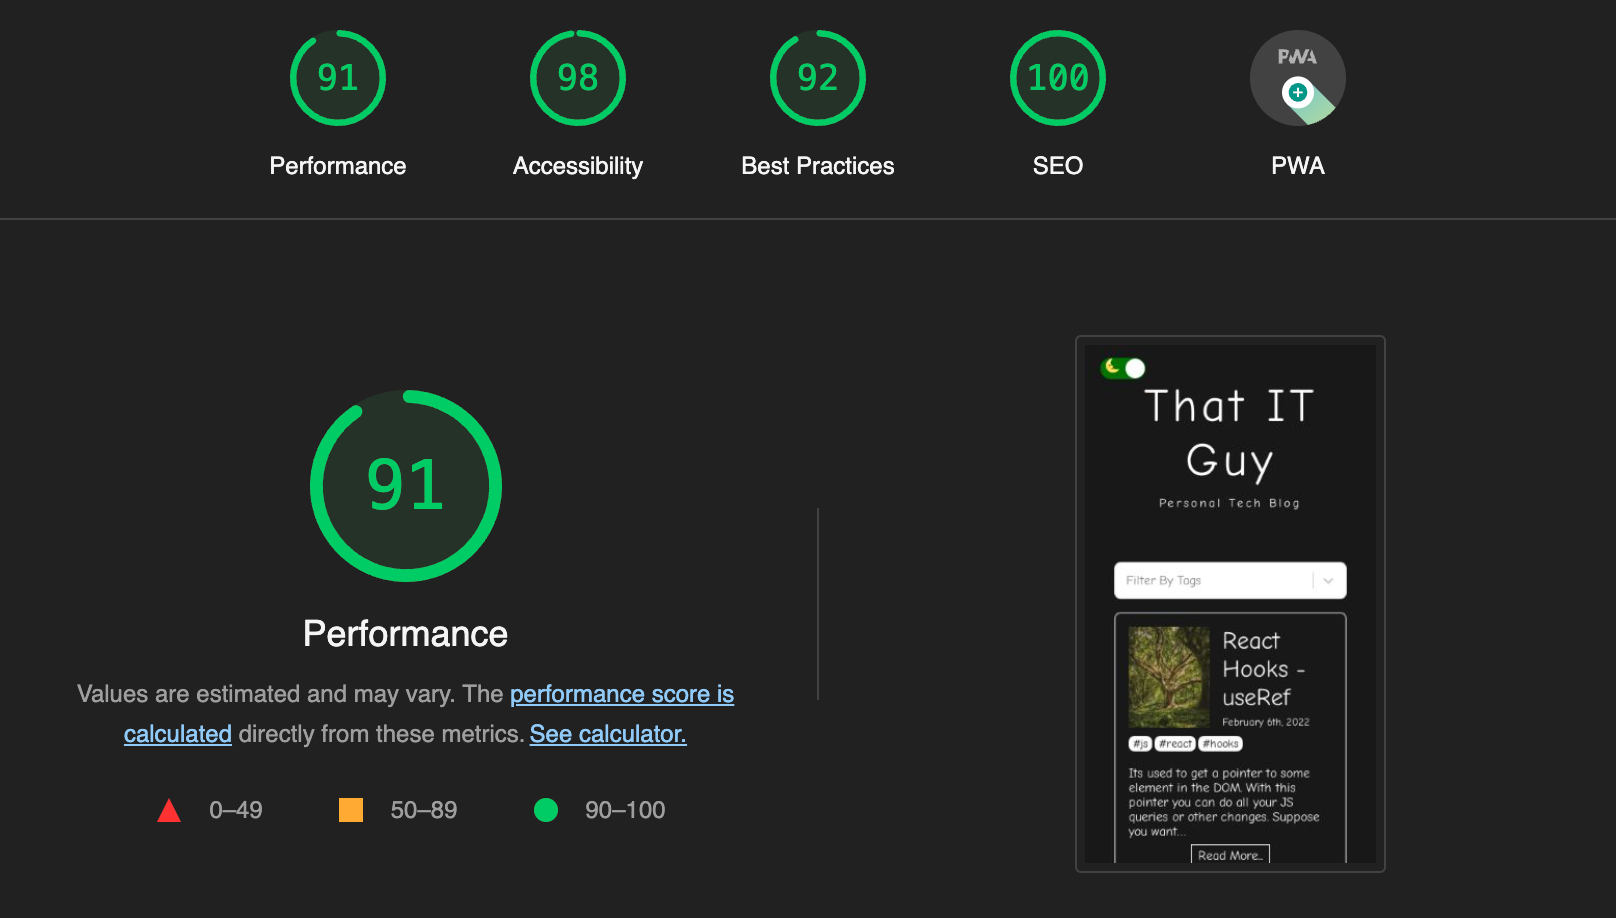 91
98
92
100
PWA
Performance
Accessibility
Best Practices
SEO
PWA
91
Performance
Values are estimated and may vary. The performance score is
calculated directly from these metrics. See calculator.
0–49
50–89
90–100
That IT
Guy
Personal Tech Blog
Filter By Tags
React
Hooks -
useRef
February 6th, 2022
#js #react #hooks
Its used to get a pointer to some
element in the DOM. With this
pointer you can do all your JS
queries or other changes. Suppose
you want...
Read More..